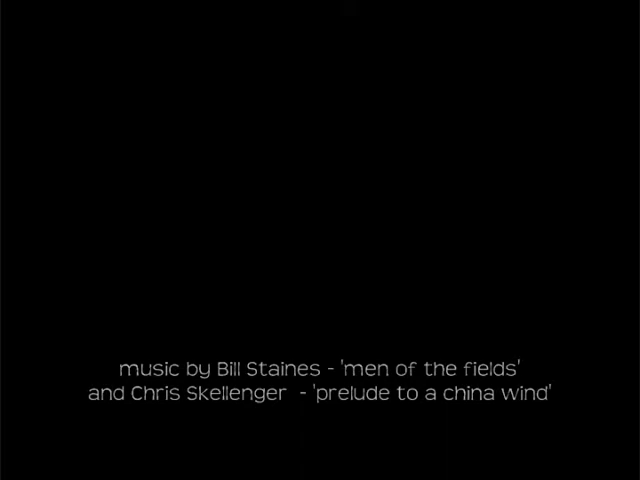 music by Bill Staines - 'men of the fields'
and Chris Skellenger - 'prelude to a china wind'